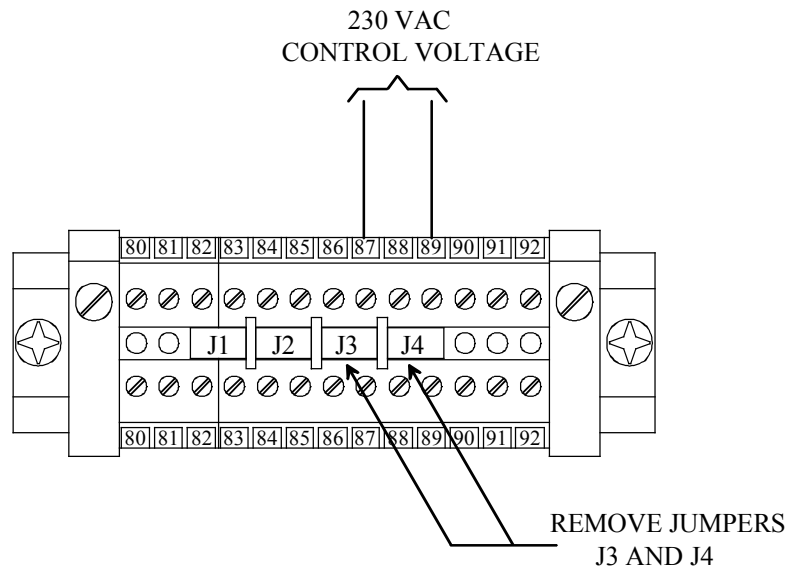 230 VAC
CONTROL VOLTAGE
80 81 82 83 84 85 86 87 88 89 90 91 92
J1 J2 J3 J4
80 81 82 83 84 85 86 87 88 89 90 91 92
REMOVE JUMPERS
J3 AND J4